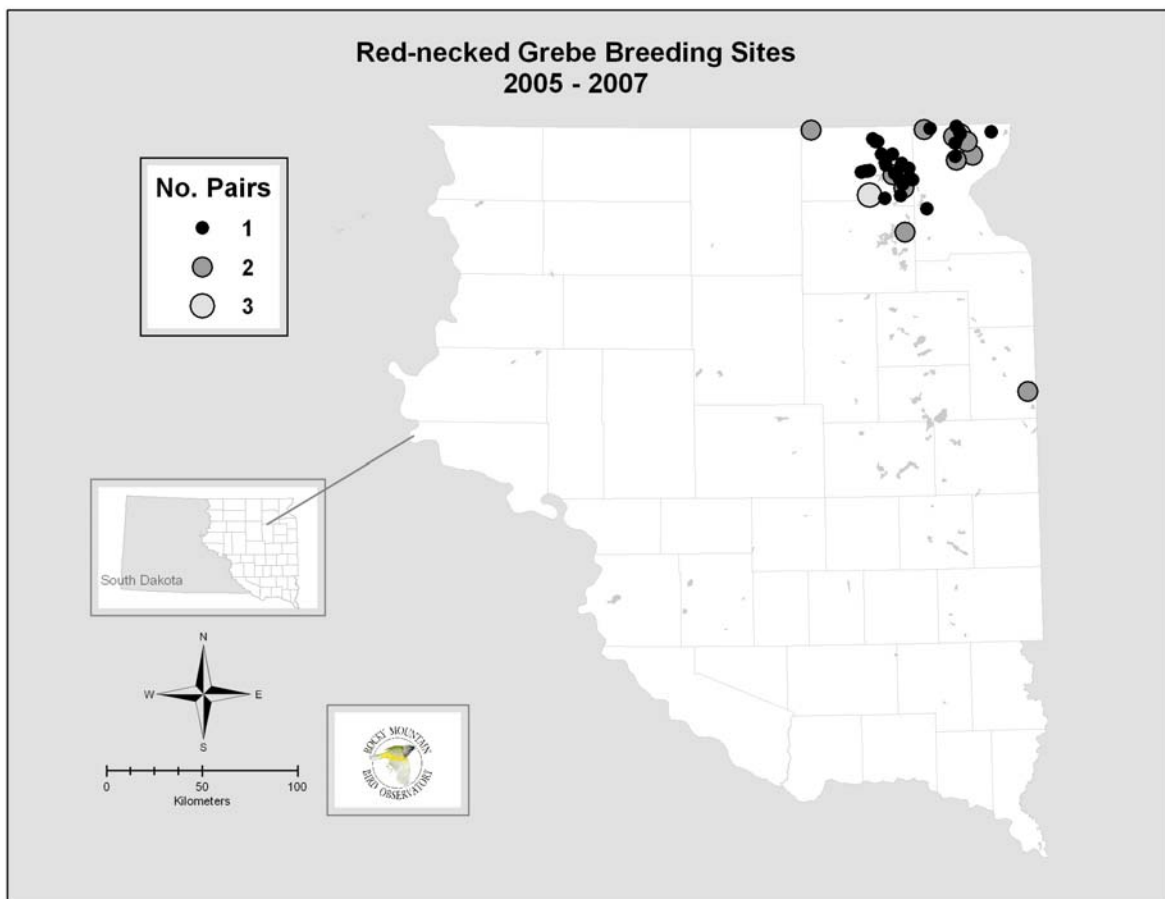 Red-necked Grebe Breeding Sites
2005 - 2007
No. Pairs
1
2
3
South Dakota
N
W
E
S
0
50
100
Kilometers
ROCKY MOUNTAIN
BIRD OBSERVATORY